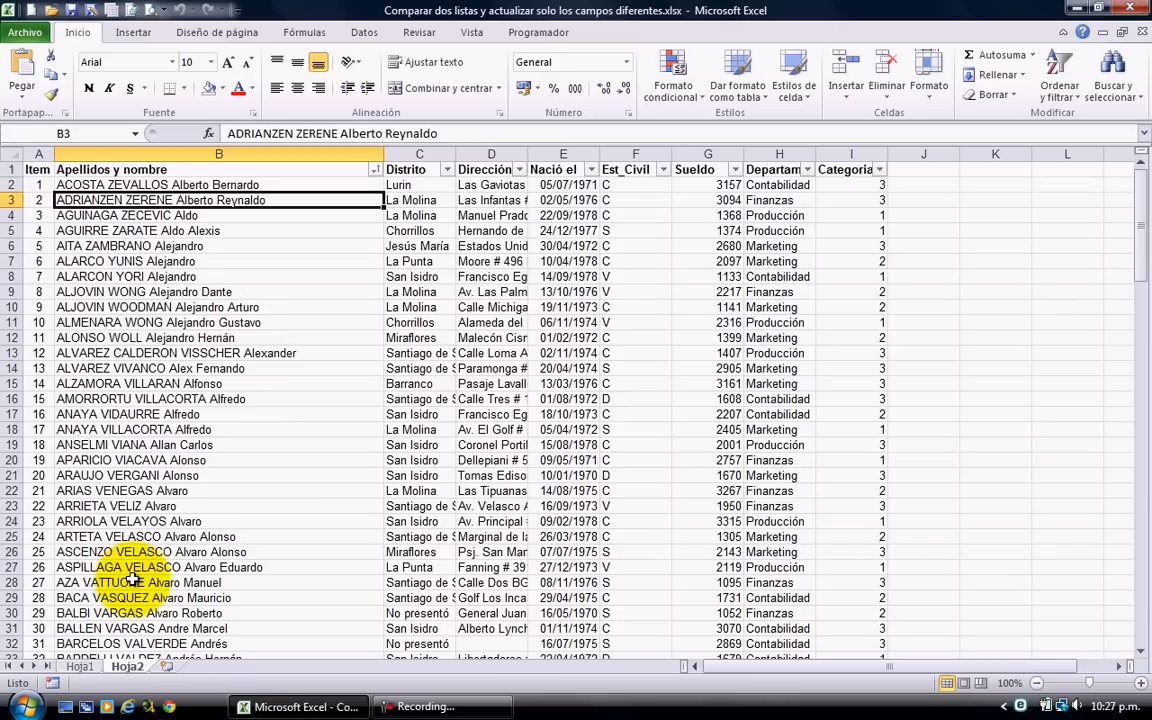 Comparar dos listas y actualizar solo los campos diferentes.xlsx - Microsoft Excel
Archivo Inicio Insertar Diseño de página Fórmulas Datos Revisar Vista Programador
Pegar
Arial 10
N K S
Ajustar texto
Combinar y centrar
General
% 000
Formato condicional
Dar formato como tabla
Estilos de celda
Insertar Eliminar Formato
Autosuma
Rellenar
Borrar
Ordenar y filtrar
Buscar y seleccionar
Portapap... Fuente Alineación Número Estilos Celdas Modificar
B3 fx ADRIANZEN ZERENE Alberto Reynaldo
A B C D E F G H I J K L
1 Item Apellidos y nombre Distrito Dirección Nació el Est_Civil Sueldo Departam Categoria
2 1 ACOSTA ZEVALLOS Alberto Bernardo Lurin Las Gaviotas 05/07/1971 C 3157 Contabilidad 3
3 2 ADRIANZEN ZERENE Alberto Reynaldo La Molina Las Infantas # 02/05/1976 C 3094 Finanzas 3
4 3 AGUINAGA ZECEVIC Aldo La Molina Manuel Prado 22/09/1978 C 1368 Producción 1
5 4 AGUIRRE ZARATE Aldo Alexis Chorrillos Hernando de 24/12/1977 S 1374 Producción 1
6 5 AITA ZAMBRANO Alejandro Jesús María Estados Unid 30/04/1972 C 2680 Marketing 3
7 6 ALARCO YUNIS Alejandro La Punta Moore # 496 10/04/1978 C 2097 Marketing 2
8 7 ALARCON YORI Alejandro San Isidro Francisco Eg 14/09/1978 V 1133 Contabilidad 3
9 8 ALJOVIN WONG Alejandro Dante La Molina Av. Las Palm 13/10/1976 V 2217 Finanzas 2
10 9 ALJOVIN WOODMAN Alejandro Arturo La Molina Calle Michiga 19/11/1973 C 1141 Marketing 2
11 10 ALMENARA WONG Alejandro Gustavo Chorrillos Alameda del 06/11/1974 V 2316 Producción 1
12 11 ALONSO WOLL Alejandro Hernán Miraflores Malecón Cisn 01/02/1972 C 1399 Marketing 2
13 12 ALVAREZ CALDERON VISSCHER Alexander Santiago de S Calle Loma A 02/11/1974 C 1407 Producción 3
14 13 ALVAREZ VIVANCO Alex Fernando Santiago de S Paramonga # 20/04/1974 S 2905 Marketing 3
15 14 ALZAMORA VILLARAN Alfonso Barranco Pasaje Lavall 13/03/1976 C 3161 Marketing 3
16 15 AMORRORTU VILLACORTA Alfredo Santiago de S Calle Tres # 1 01/08/1972 D 1608 Contabilidad 3
17 16 ANAYA VIDAURRE Alfredo San Isidro Francisco Eg 18/10/1973 C 2207 Contabilidad 2
18 17 ANAYA VILLACORTA Alfredo San Isidro Av. El Golf # 05/04/1972 S 2405 Marketing 1
19 18 ANSELMI VIANA Allan Carlos San Isidro Coronel Portil 15/08/1978 C 2001 Producción 3
20 19 APARICIO VIACAVA Alonso San Isidro Dellepiani # 5 09/05/1971 C 2757 Finanzas 1
21 20 ARAUJO VERGANI Alonso San Isidro Tomas Ediso 10/01/1970 D 1670 Marketing 3
22 21 ARIAS VENEGAS Alvaro La Molina Las Tipuanas 14/08/1975 C 3267 Finanzas 2
23 22 ARRIETA VELIZ Alvaro San Isidro Av. Velasco A 16/09/1973 V 1950 Finanzas 3
24 23 ARRIOLA VELAYOS Alvaro San Isidro Av. Principal # 09/02/1978 C 3315 Producción 1
25 24 ARTETA VELASCO Alvaro Alonso Santiago de S Calle San Mar 26/04/1973 C 1305 Marketing 2
26 25 ASCENZO VELASCO Alvaro Alonso Miraflores Psj. San Mart 07/07/1975 S 2143 Marketing 3
27 26 ASPILLAGA VELASCO Alvaro Eduardo La Punta J. Fanning # 39 27/12/1973 V 2119 Producción 1
28 27 AZA Alvaro Manuel Santiago de S Calle Dos BG 08/11/1976 S 1095 Finanzas 3
29 28 BACA VASQUEZ Alvaro Mauricio Santiago de S Golf Los Inca 29/04/1975 C 1731 Contabilidad 2
30 29 BALBI VARGAS Alvaro Roberto No presentó General Juan 10/05/1971 S 1052 Finanzas 2
31 30 BALLEN VARGAS Andre Marcel San Isidro Alberto Lynch 01/11/1974 C 3070 Contabilidad 3
32 31 BARCELOS VALVERDE Andrés No presentó 16/07/1975 S 2869 Contabilidad 3
Hoja1 Hoja2
Listo 100%
Microsoft Excel - Co... Recording... 10:27 p.m.